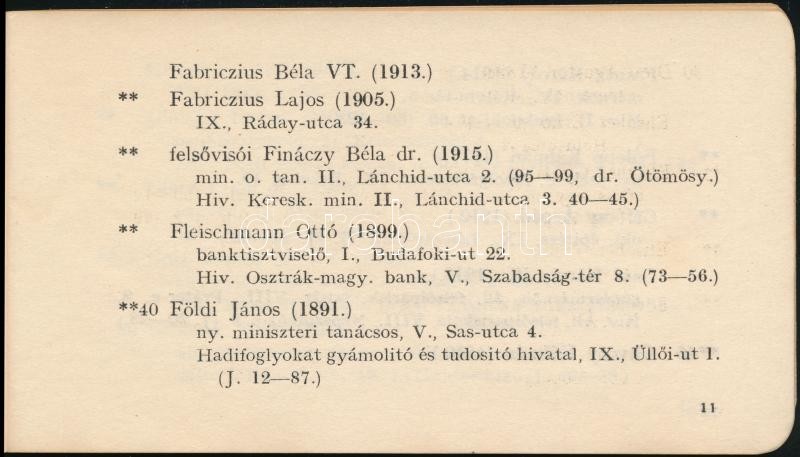 Fabriczius Béla VT. (1913.)
** Fabriczius Lajos (1905.)
IX., Ráday-utca 34.
** felsővisói Fináczy Béla dr. (1915.)
min. o. tan. II., Lánchid-utca 2. (95—99, dr. Ötömösy.)
Hiv. Keresk. min. II., Lánchid-utca 3. 40—45.)
** Fleischmann Ottó (1899.)
banktisztviselő, I., Budafoki-ut 22.
Hiv. Osztrák-magy. bank, V., Szabadság-tér 8. (73—56.)
**40 Földi János (1891.)
ny. miniszteri tanácsos, V., Sas-utca 4.
Hadifoglyokat gyámolitó és tudositó hivatal, IX., Üllői-ut 1.
(J. 12—87.)
11
darabanth